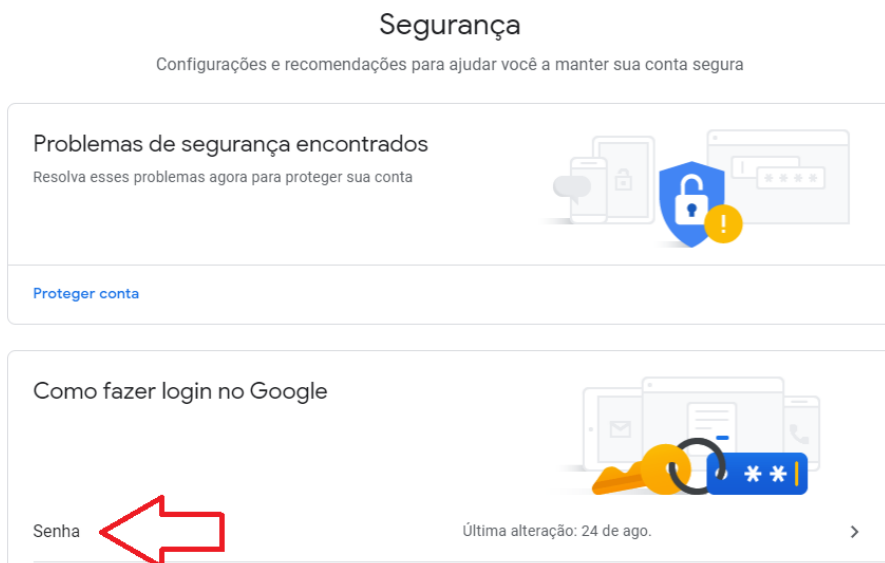 Segurança
Configurações e recomendações para ajudar você a manter sua conta segura
Problemas de segurança encontrados
Resolva esses problemas agora para proteger sua conta
Proteger conta
Como fazer login no Google
Senha
Última alteração: 24 de ago.